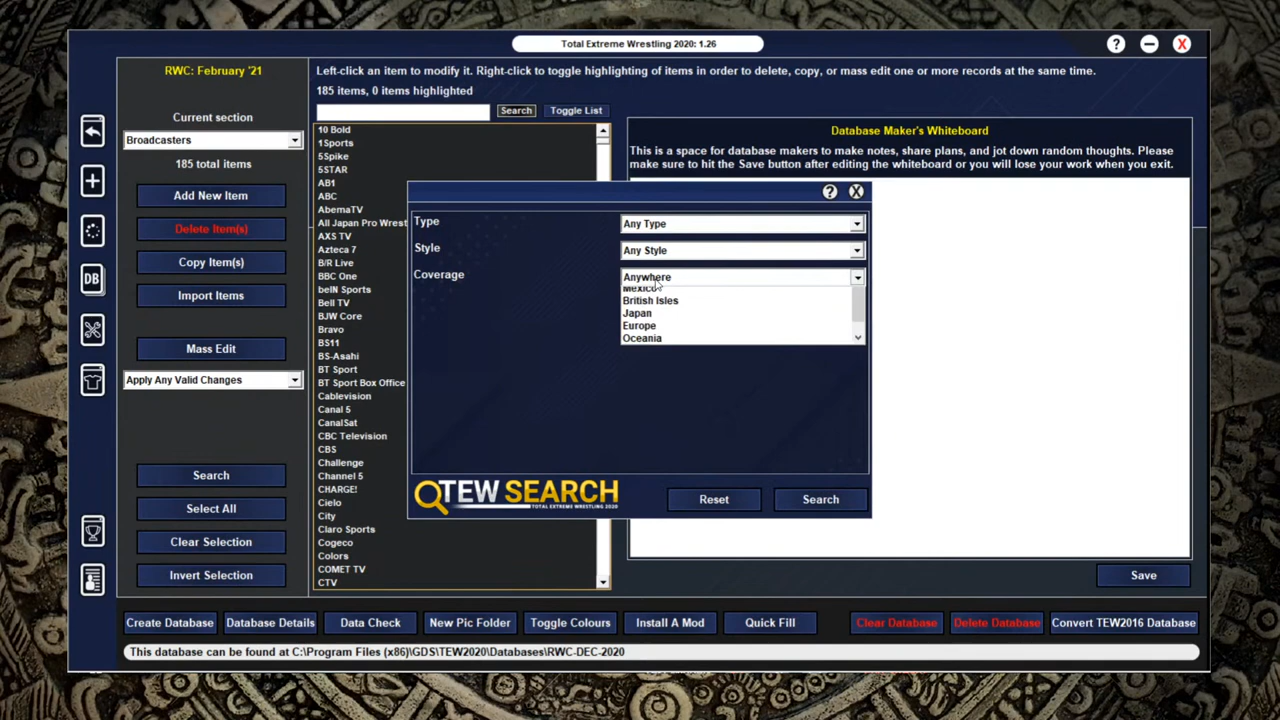 Total Extreme Wrestling 2020: 1.26
? X
RWC: February '21
Left-click an item to modify it. Right-click to toggle highlighting of items in order to delete, copy, or mass edit one or more records at the same time.
185 items, 0 items highlighted
Current section
Broadcasters
185 total items
Add New Item
Delete Item(s)
Copy Item(s)
Import Items
Mass Edit
Apply Any Valid Changes
Search
Select All
Clear Selection
Invert Selection
DB
Search Toggle List
10 Bold
1Sports
5Spike
5STAR
AB1
ABC
AbemaTV
All Japan Pro Wrest
AXS TV
Azteca 7
B/R Live
BBC One
beIN Sports
Bell TV
BJW Core
Bravo
BS11
BS-Asahi
BT Sport
BT Sport Box Office
Cablevision
Canal 5
CanalSat
CBC Television
CBS
Challenge
Channel 5
CHARGE!
Cielo
City
Claro Sports
Cogeco
Colors
COMET TV
CTV
Database Maker's Whiteboard
This is a space for database makers to make notes, share plans, and jot down random thoughts. Please
make sure to hit the Save button after editing the whiteboard or you will lose your work when you exit.
? X
Type Any Type
Style Any Style
Coverage Anywhere
Mexico
British Isles
Japan
Europe
Oceania
TEW SEARCH
TOTAL EXTREME WRESTLING 2020
Reset Search
Save
Create Database Database Details Data Check New Pic Folder Toggle Colours Install A Mod Quick Fill Clear Database Delete Database Convert TEW2016 Database
This database can be found at C:\Program Files (x86)\GDS\TEW2020\Databases\RWC-DEC-2020